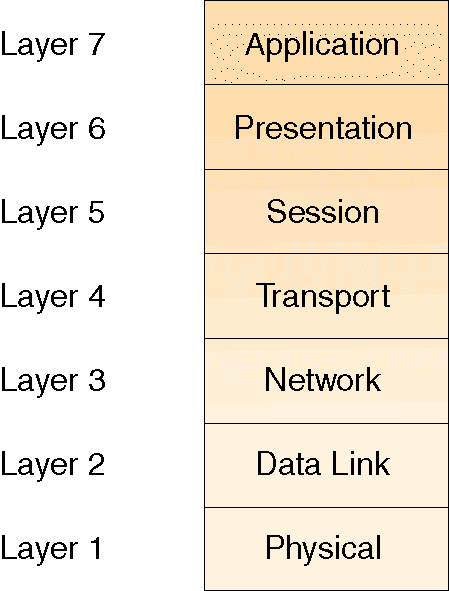 Layer 7 Application
Layer 6 Presentation
Layer 5 Session
Layer 4 Transport
Layer 3 Network
Layer 2 Data Link
Layer 1 Physical